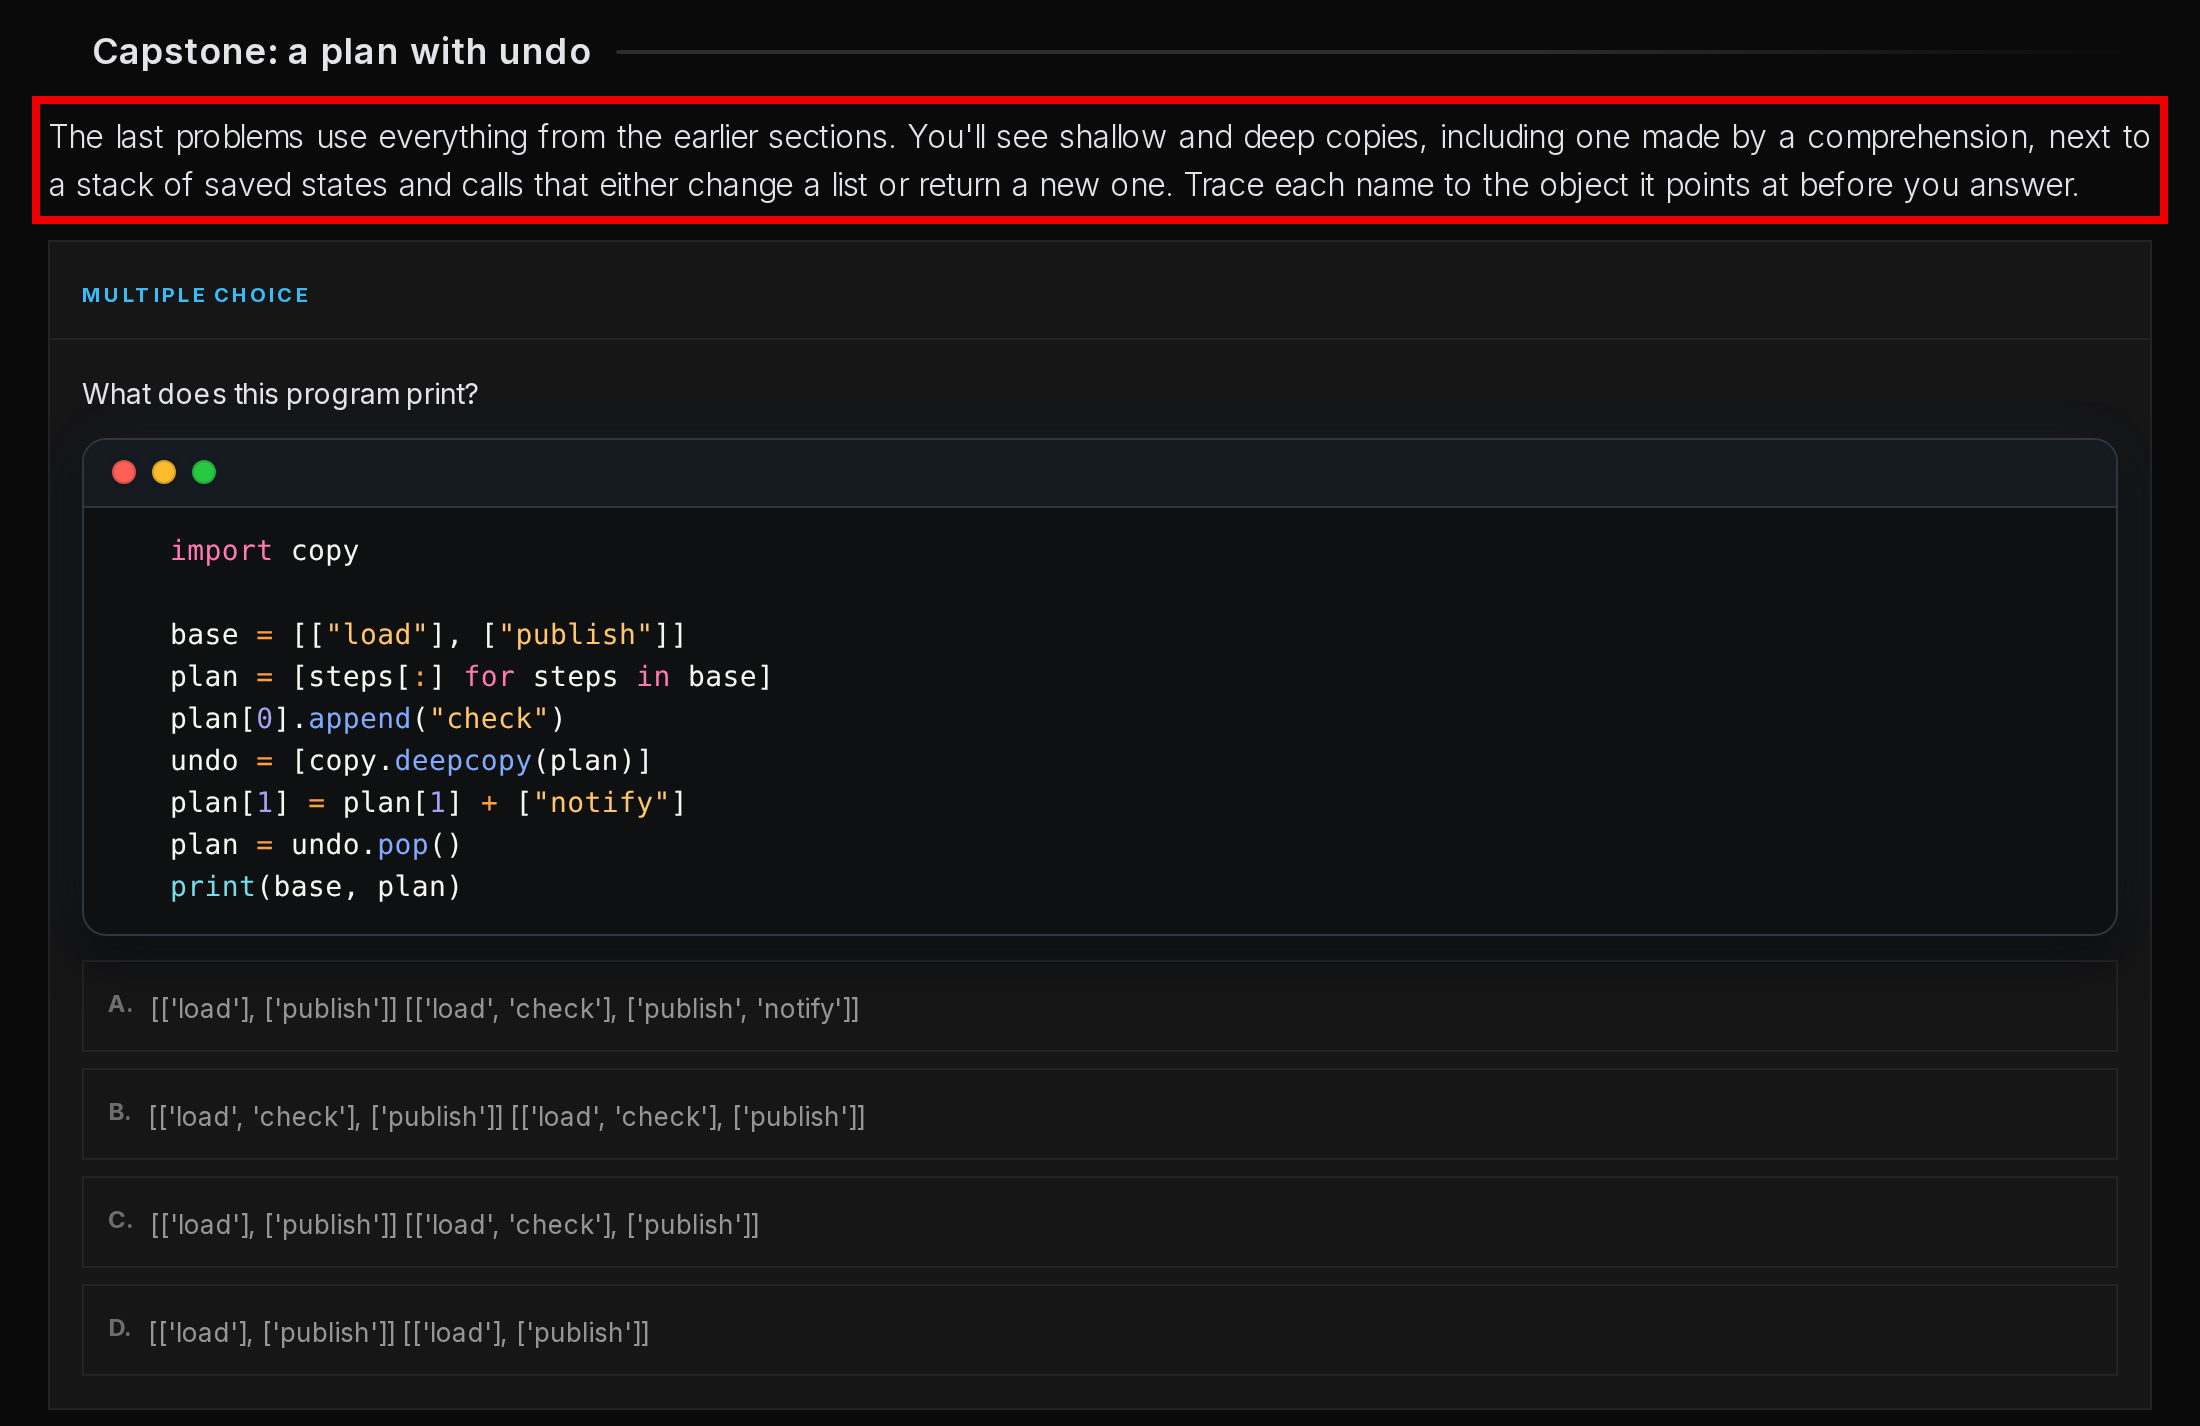 Capstone: a plan with undo
The last problems use everything from the earlier sections. You'll see shallow and deep copies, including one made by a comprehension, next to
a stack of saved states and calls that either change a list or return a new one. Trace each name to the object it points at before you answer.
MULTIPLE CHOICE
What does this program print?
import copy
base = [["load"], ["publish"]]
plan = [steps[:] for steps in base]
plan[0].append("check")
undo = [copy.deepcopy(plan)]
plan[1] = plan[1] + ["notify"]
plan = undo.pop()
print(base, plan)
A. [['load'], ['publish']] [['load', 'check'], ['publish', 'notify']]
B. [['load', 'check'], ['publish']] [['load', 'check'], ['publish']]
C. [['load'], ['publish']] [['load', 'check'], ['publish']]
D. [['load'], ['publish']] [['load'], ['publish']]